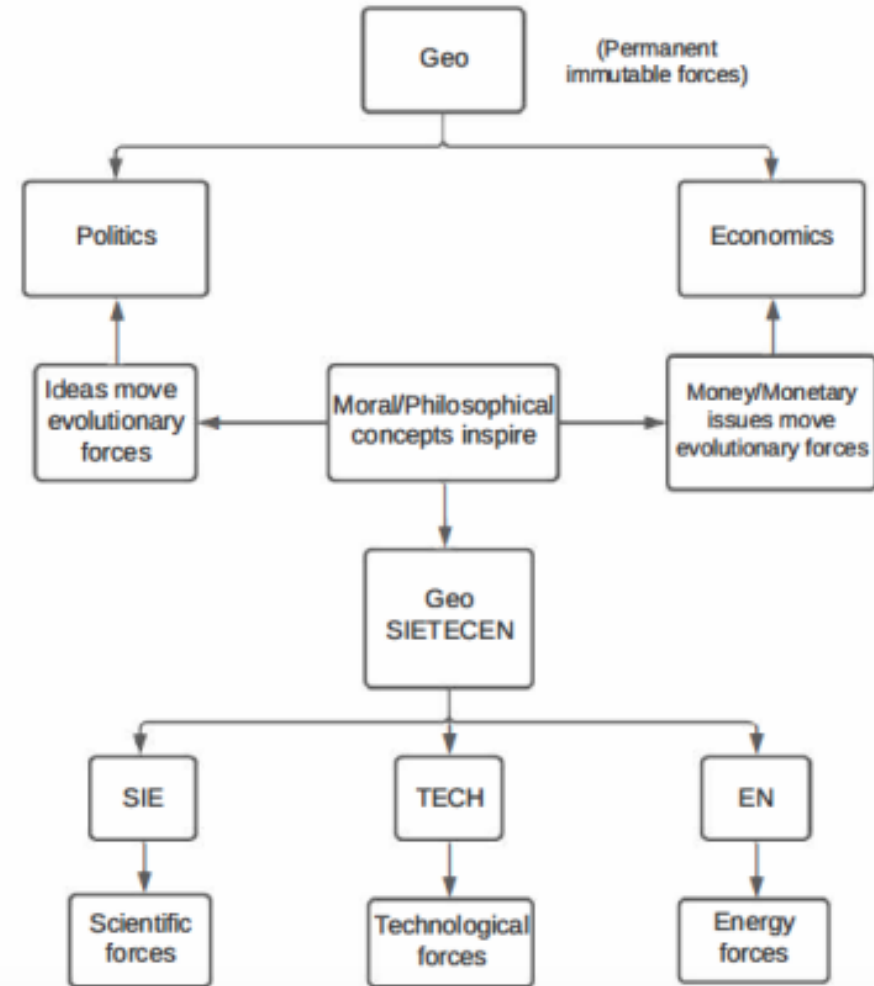 Geo
(Permanent
immutable forces)
Politics
Economics
Ideas move
evolutionary
forces
Moral/Philosophical
concepts inspire
Money/Monetary
issues move
evolutionary forces
Geo
SIETECEN
SIE
TECH
EN
Scientific
forces
Technological
forces
Energy
forces